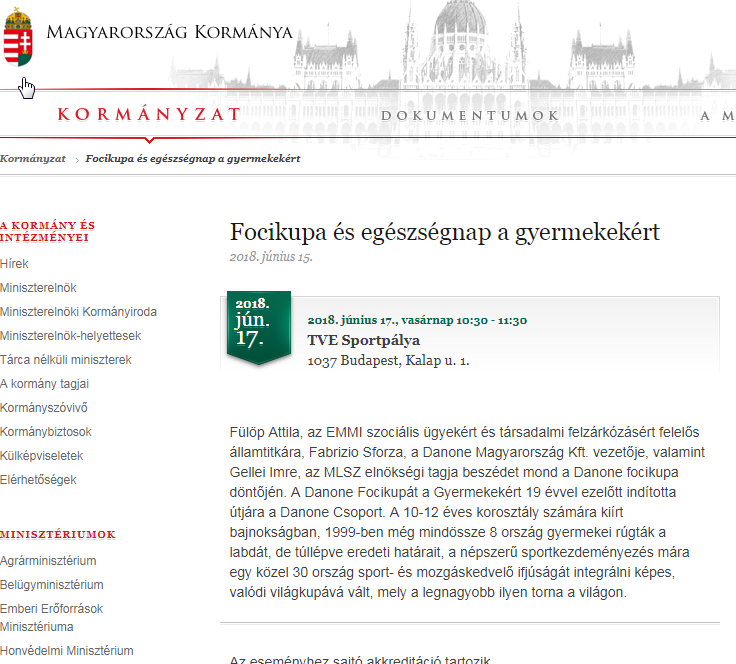 MAGYARORSZÁG KORMÁNYA
KORMÁNYZAT
DOKUMENTUMOK
A M
Kormányzat
Focikupa és egészségnap a gyermekekért
A KORMÁNY ÉS
INTÉZMÉNYEI
Hírek
Miniszterelnök
Miniszterelnöki Kormányiroda
Miniszterelnök-helyettesek
Tárca nélküli miniszterek
A kormány tagjai
Kormányszóvivő
Kormánybiztosok
Külképviseletek
Elérhetőségek
MINISZTÉRIUMOK
Agrárminisztérium
Belügyminisztérium
Emberi Erőforrások
Minisztériuma
Honvédelmi Minisztérium
Focikupa és egészségnap a gyermekekért
2018. június 15.
2018.
jún.
17.
2018. június 17., vasárnap 10:30 - 11:30
TVE Sportpálya
1037 Budapest, Kalap u. 1.
Fülöp Attila, az EMMI szociális ügyekért és társadalmi felzárkózásért felelős
államtitkára, Fabrizio Sforza, a Danone Magyarország Kft. vezetője, valamint
Gellei Imre, az MLSZ elnökségi tagja beszédet mond a Danone focikupa
döntőjén. A Danone Focikupát a Gyermekekért 19 évvel ezelőtt indította
útjára a Danone Csoport. A 10-12 éves korosztály számára kiírt
bajnokságban, 1999-ben még mindössze 8 ország gyermekei rúgták a
labdát, de túllépve eredeti határait, a népszerű sportkezdeményezés mára
egy közel 30 ország sport- és mozgáskedvelő ifjúságát integrálni képes,
valódi világkupává vált, mely a legnagyobb ilyen torna a világon.
Az eseményhez sajtó akkreditáció tartozik